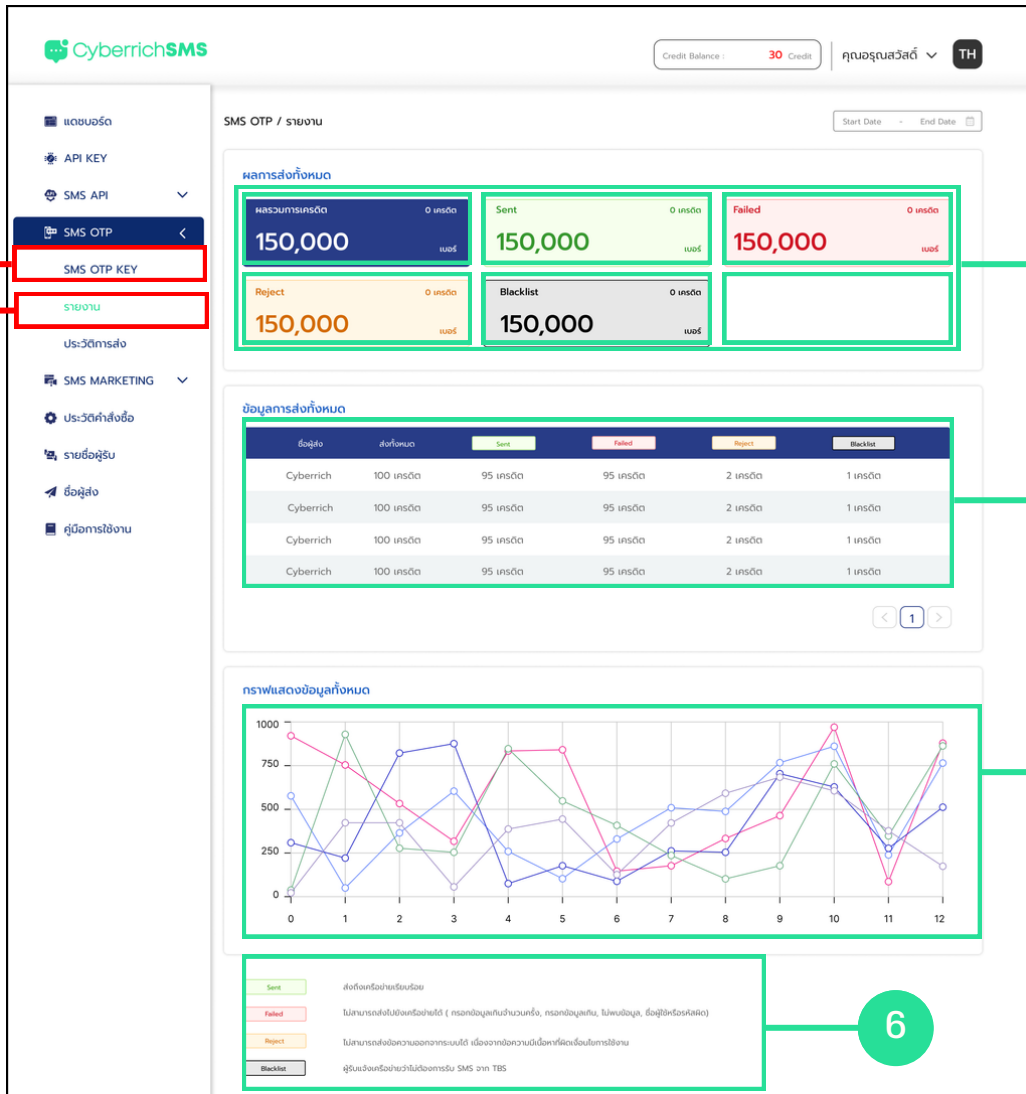 CyberrichSMS
Credit Balance : 30 Credit
คุณอรุณสวัสดิ์
TH
แดชบอร์ด
API KEY
SMS API
SMS OTP
SMS OTP KEY
รายงาน
ประวัติการส่ง
SMS MARKETING
ประวัติคำสั่งซื้อ
รายชื่อผู้รับ
ชื่อผู้ส่ง
คู่มือการใช้งาน
SMS OTP / รายงาน
Start Date - End Date
ผลการส่งทั้งหมด
ผลรวมการเครดิต 0 เครดิต
150,000 เบอร์
Sent 0 เครดิต
150,000 เบอร์
Failed 0 เครดิต
150,000 เบอร์
Reject 0 เครดิต
150,000 เบอร์
Blacklist 0 เครดิต
150,000 เบอร์
ข้อมูลการส่งทั้งหมด
ชื่อผู้ส่ง ส่งทั้งหมด Sent Failed Reject Blacklist
Cyberrich 100 เครดิต 95 เครดิต 95 เครดิต 2 เครดิต 1 เครดิต
Cyberrich 100 เครดิต 95 เครดิต 95 เครดิต 2 เครดิต 1 เครดิต
Cyberrich 100 เครดิต 95 เครดิต 95 เครดิต 2 เครดิต 1 เครดิต
Cyberrich 100 เครดิต 95 เครดิต 95 เครดิต 2 เครดิต 1 เครดิต
< 1 >
กราฟแสดงข้อมูลทั้งหมด
1000
750
500
250
0
0 1 2 3 4 5 6 7 8 9 10 11 12
Sent ส่งถึงเครือข่ายเรียบร้อย
Failed ไม่สามารถส่งไปยังเครือข่ายได้ ( กรอกข้อมูลเกินจำนวนครั้ง, กรอกข้อมูลเกิน, ไม่พบข้อมูล, ชื่อผู้ใช้หรือรหัสผิด)
Reject ไม่สามารถส่งข้อความออกจากระบบได้ เนื่องจากข้อความมีเนื้อหาที่ผิดเงื่อนไขการใช้งาน
Blacklist ผู้รับแจ้งเครือข่ายว่าไม่ต้องการรับ SMS จาก TBS
6